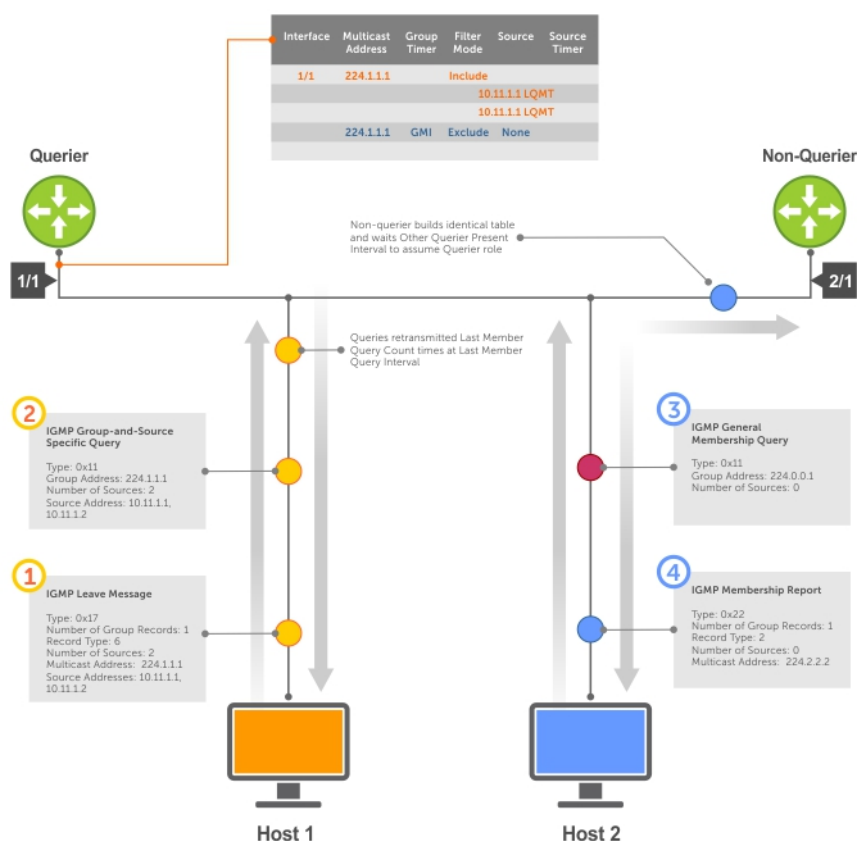 Interface Multicast Address Group Timer Filter Mode Source Source Timer
1/1 224.1.1.1 Include
10.11.1.1 LQMT
10.11.1.1 LQMT
224.1.1.1 GMI Exclude None
Querier
Non-Querier
1/1
2/1
Non-querier builds identical table
and waits Other Querier Present
Interval to assume Querier role
Queries retransmitted Last Member
Query Count times at Last Member
Query Interval
2
IGMP Group-and-Source
Specific Query
Type: 0x11
Group Address: 224.1.1.1
Number of Sources: 2
Source Address: 10.11.1.1,
10.11.1.2
1
IGMP Leave Message
Type: 0x17
Number of Group Records: 1
Record Type: 6
Number of Sources: 2
Multicast Address: 224.1.1.1
Source Addresses: 10.11.1.1,
10.11.1.2
3
IGMP General
Membership Query
Type: 0x11
Group Address: 224.0.0.1
Number of Sources: 0
4
IGMP Membership Report
Type: 0x22
Number of Group Records: 1
Record Type: 2
Number of Sources: 0
Multicast Address: 224.2.2.2
Host 1
Host 2